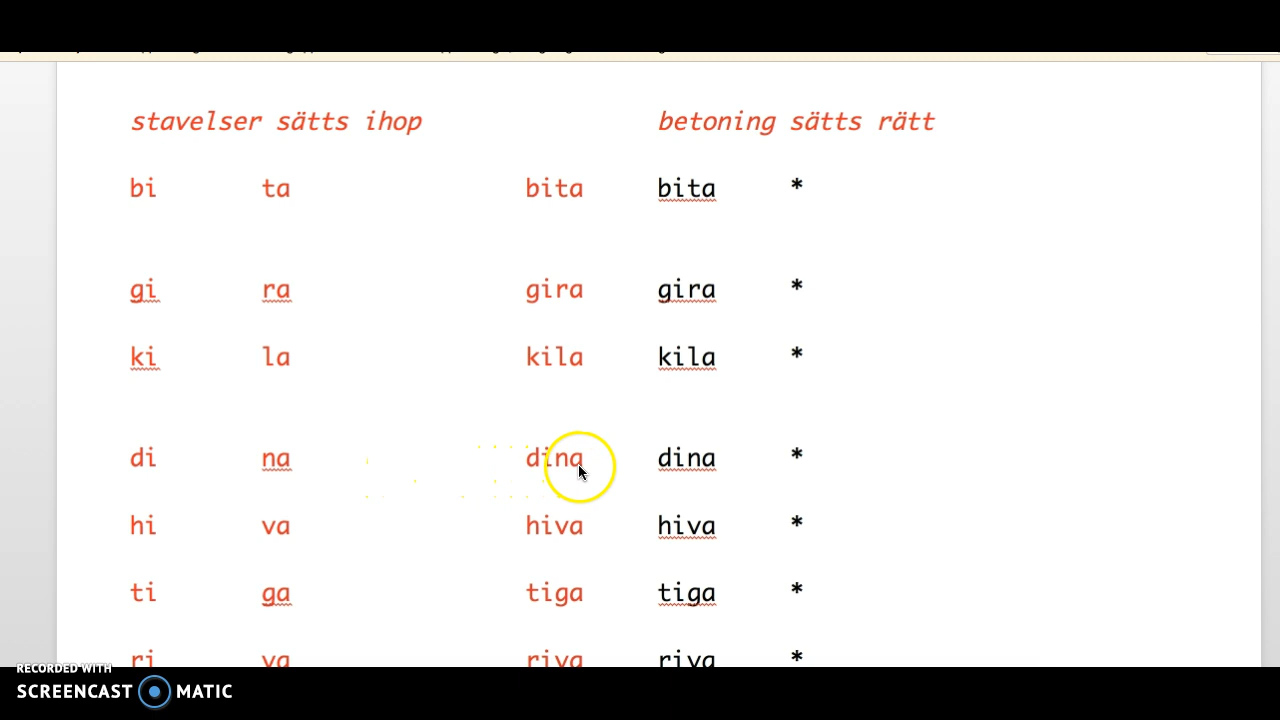 stavelser sätts ihop betoning sätts rätt
bi ta bita bita *
gi ra gira gira *
ki la kila kila *
di na dina dina *
hi va hiva hiva *
ti ga tiga tiga *
ri va riva riva *
RECORDED WITH
SCREENCAST MATIC